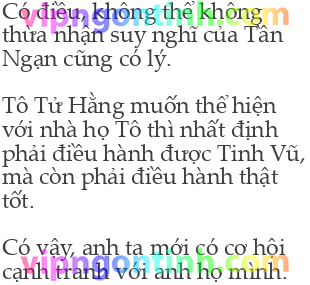 Có điều, không thể không
vipngontinh.com
thừa nhận suy nghĩ của Tần
Ngạn cũng có lý.
Tô Tử Hằng muốn thể hiện
với nhà họ Tô thì nhất định
phải điều hành được Tinh Vũ,
mà còn phải điều hành thật
tốt.
Có vậy, anh ta mới có cơ hội
vipngontinh.com
cạnh tranh với anh họ mình.